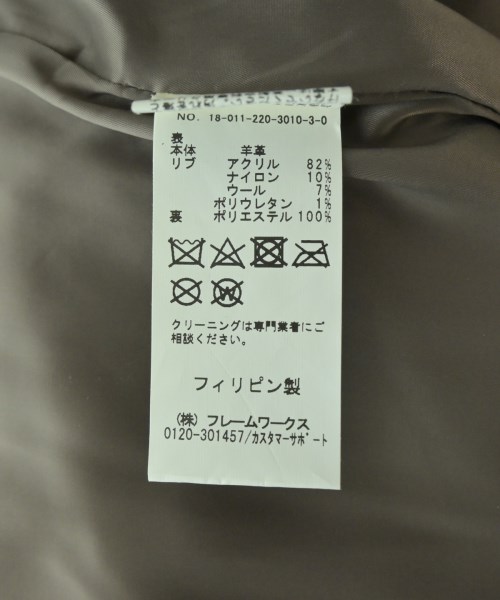 NO. 18-011-220-3010-3-0
表
本体 羊革
リブ アクリル 82%
ナイロン 10%
ウール 7%
ポリウレタン 1%
裏 ポリエステル 100%
W
クリーニングは専門業者にご
相談ください。
フィリピン製
(株) フレームワークス
0120-301457/カスタマーサポート